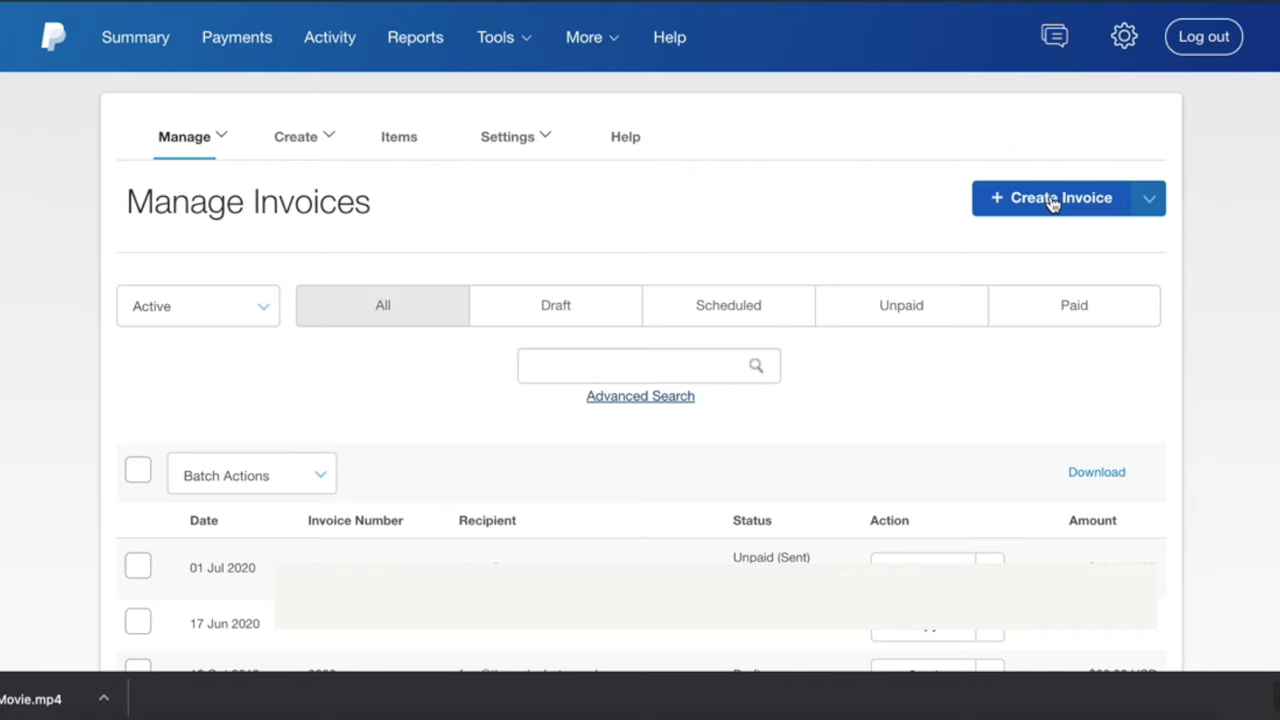 Summary Payments Activity Reports Tools More Help Log out
Manage Create Items Settings Help
Manage Invoices
+ Create Invoice
Active All Draft Scheduled Unpaid Paid
Advanced Search
Batch Actions Download
Date Invoice Number Recipient Status Action Amount
01 Jul 2020 Unpaid (Sent)
17 Jun 2020
Movie.mp4